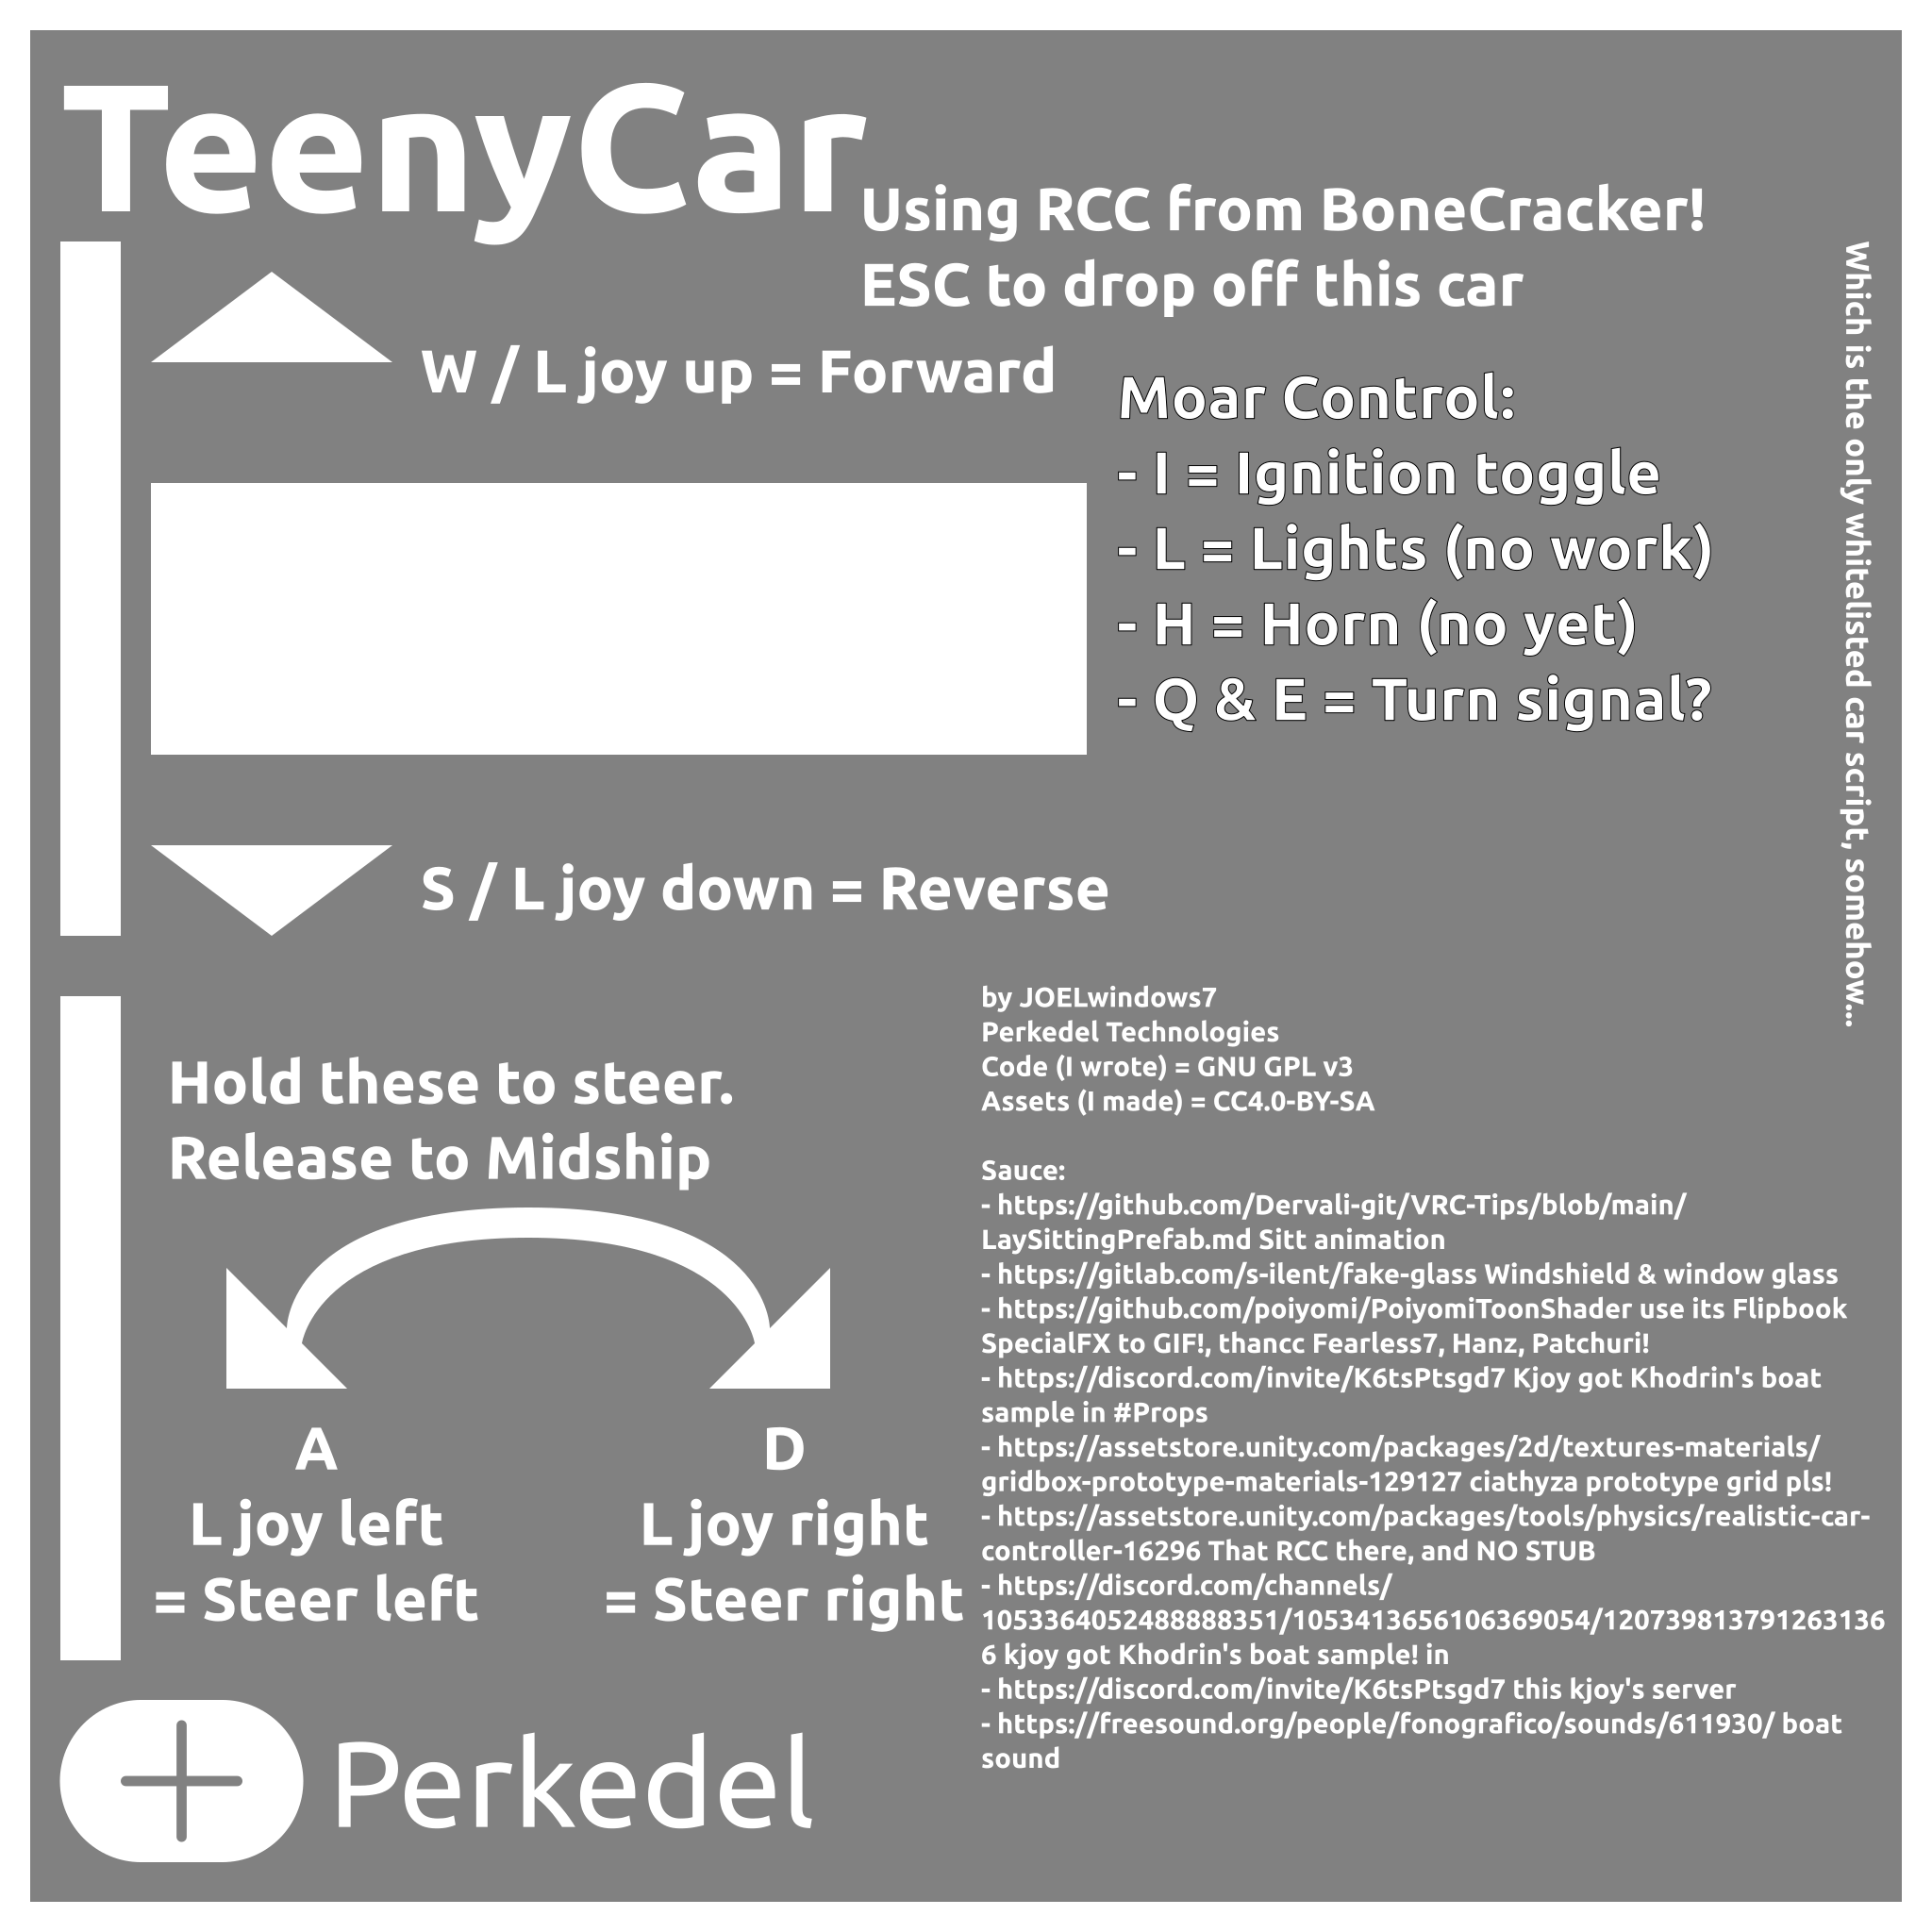 TeenyCar
Using RCC from BoneCracker!
ESC to drop off this car
Which is the only whitelisted car script, somehow...
W / L joy up = Forward
Moar Control:
- I = Ignition toggle
- L = Lights (no work)
- H = Horn (no yet)
- Q & E = Turn signal?
S / L joy down = Reverse
Hold these to steer.
Release to Midship
A
L joy left
= Steer left
D
L joy right
= Steer right
by JOELwindows7
Perkedel Technologies
Code (I wrote) = GNU GPL v3
Assets (I made) = CC4.0-BY-SA
Sauce:
- https://github.com/Dervali-git/VRC-Tips/blob/main/
LaySittingPrefab.md Sitt animation
- https://gitlab.com/s-ilent/fake-glass Windshield & window glass
- https://github.com/poiyomi/PoiyomiToonShader use its Flipbook
SpecialFX to GIF!, thancc Fearless7, Hanz, Patchuri!
- https://discord.com/invite/K6tsPtsgd7 Kjoy got Khodrin's boat
sample in #Props
- https://assetstore.unity.com/packages/2d/textures-materials/
gridbox-prototype-materials-129127 ciathyza prototype grid pls!
- https://assetstore.unity.com/packages/tools/physics/realistic-car-
controller-16296 That RCC there, and NO STUB
- https://discord.com/channels/
1053364052488888351/1053413656106369054/120739813791263136
6 kjoy got Khodrin's boat sample! in
- https://discord.com/invite/K6tsPtsgd7 this kjoy's server
- https://freesound.org/people/fonografico/sounds/611930/ boat
sound
Perkedel